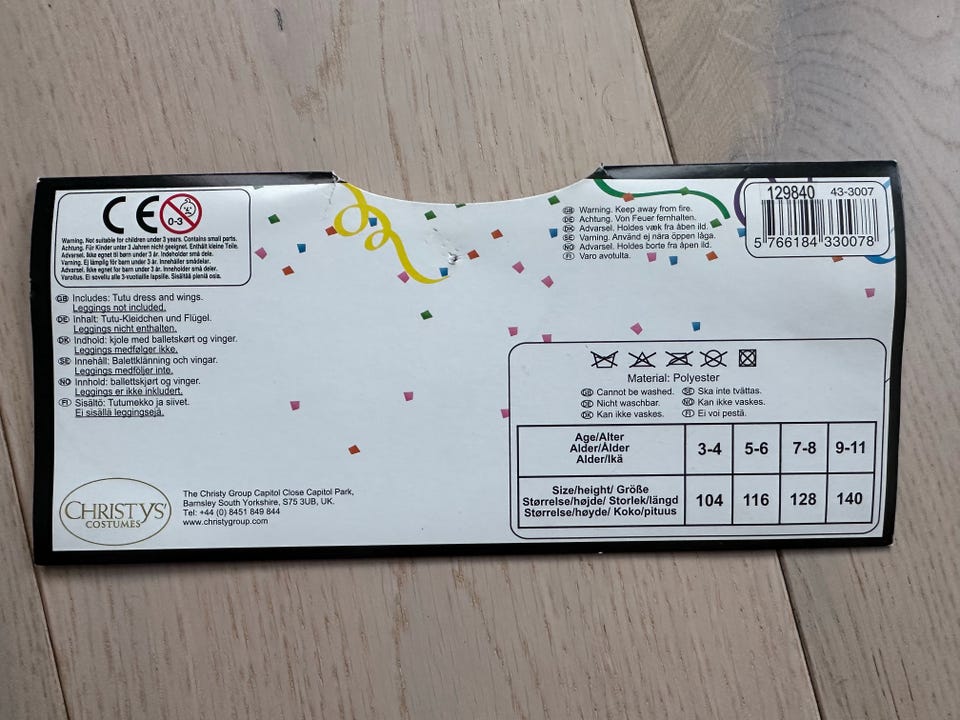 CE 0-3
Warning. Not suitable for children under 3 years. Contains small parts.
Achtung. Für Kinder unter 3 Jahren nicht geeignet. Enthält kleine Teile.
Advarsel. Ikke egnet til børn under 3 år. Indeholder små dele.
Varning. Ej lämplig för barn under 3 år. Innehåller smådelar.
Advarsel. Ikke egnet for barn under 3 år. Inneholder små deler.
Varoitus. Ei sovellu alle 3-vuotiaille lapsille. Sisältää pieniä osia.
GB Includes: Tutu dress and wings.
Leggings not included.
DE Inhalt: Tutu-Kleidchen und Flügel.
Leggings nicht enthalten.
DK Indhold: kjole med balletskørt og vinger.
Leggings medfølger ikke.
SE Innehåll: Balettklänning och vingar.
Leggings medföljer inte.
NO Innhold: ballettskjørt og vinger.
Leggings er ikke inkludert.
FI Sisältö: Tutumekko ja siivet.
Ei sisällä leggingsejä.
CHRISTYS'
COSTUMES
The Christy Group Capitol Close Capitol Park,
Barnsley South Yorkshire, S75 3UB, UK.
Tel: +44 (0) 8451 849 844
www.christygroup.com
GB Warning. Keep away from fire.
DE Achtung. Von Feuer fernhalten.
DK Advarsel. Holdes væk fra åben ild.
SE Varning. Använd ej nära öppen låga.
NO Advarsel. Holdes borte fra åpen ild.
FI Varo avotulta.
129840 43-3007
5 766184 330078
Material: Polyester
GB Cannot be washed. SE Ska inte tvättas.
DE Nicht waschbar. NO Kan ikke vaskes.
DK Kan ikke vaskes. FI Ei voi pestä.
Age/Alter
Alder/Ålder
Alder/Ikä
3-4 5-6 7-8 9-11
Size/height/ Größe
Størrelse/højde/ Storlek/längd
Størrelse/høyde/ Koko/pituus
104 116 128 140